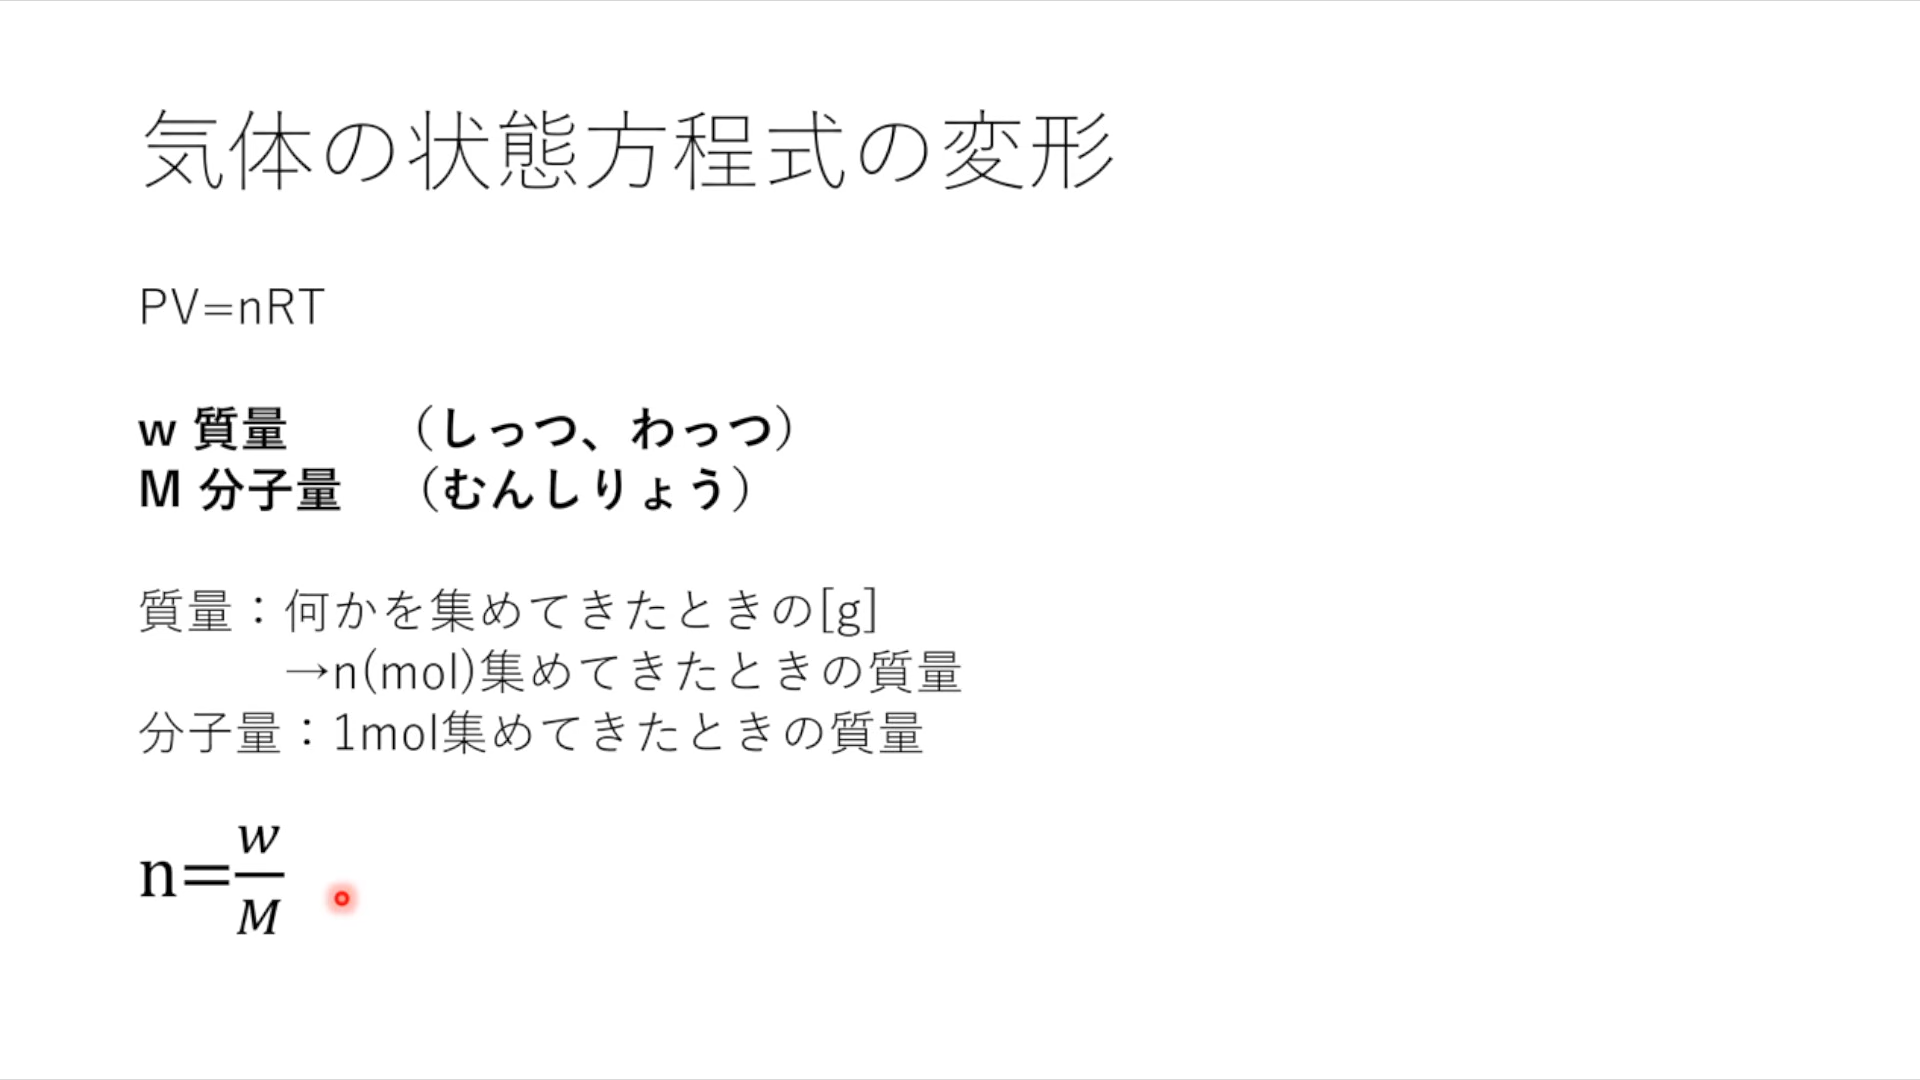 気体の状態方程式の変形
PV=nRT
w 質量　　（しっつ、わっつ）
M 分子量　（むんしりょう）
質量：何かを集めてきたときの[g]
→n(mol)集めてきたときの質量
分子量：1mol集めてきたときの質量
n=w/M